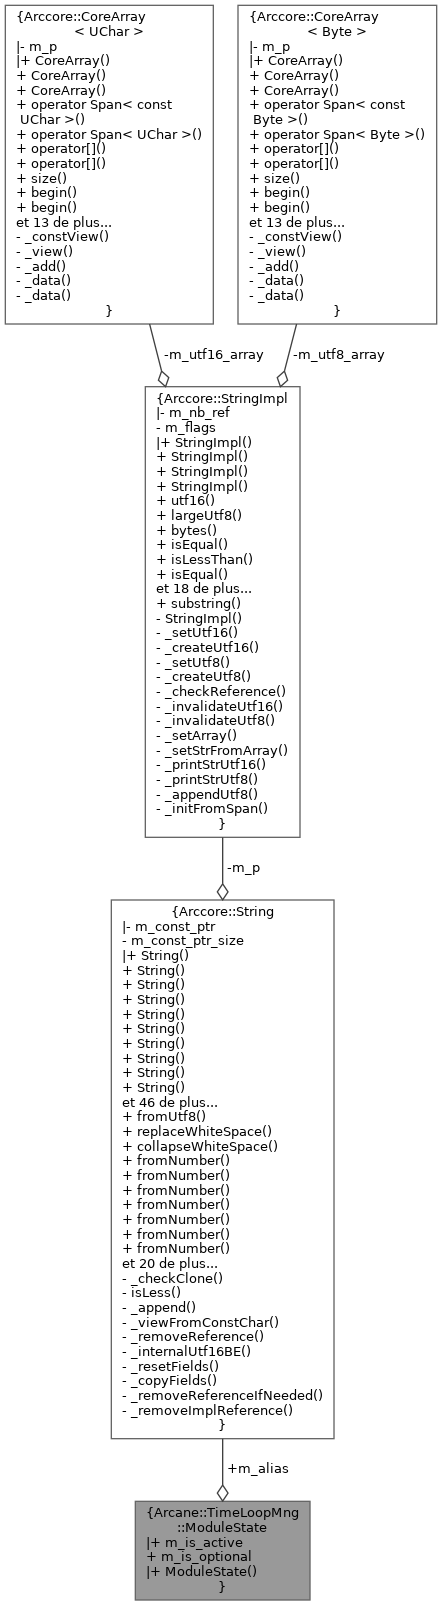 {Arccore::CoreArray
< UChar >
|- m_p
|+ CoreArray()
+ CoreArray()
+ CoreArray()
+ operator Span< const
UChar >()
+ operator Span< UChar >()
+ operator[]()
+ operator[]()
+ size()
+ begin()
+ begin()
et 13 de plus...
- _constView()
- _view()
- _add()
- _data()
- _data()
}
{Arccore::CoreArray
< Byte >
|- m_p
|+ CoreArray()
+ CoreArray()
+ CoreArray()
+ operator Span< const
Byte >()
+ operator Span< Byte >()
+ operator[]()
+ operator[]()
+ size()
+ begin()
+ begin()
et 13 de plus...
- _constView()
- _view()
- _add()
- _data()
- _data()
}
-m_utf16_array
-m_utf8_array
{Arccore::StringImpl
|- m_nb_ref
- m_flags
|+ StringImpl()
+ StringImpl()
+ StringImpl()
+ StringImpl()
+ utf16()
+ largeUtf8()
+ bytes()
+ isEqual()
+ isLessThan()
+ isEqual()
et 18 de plus...
+ substring()
- StringImpl()
- _setUtf16()
- _createUtf16()
- _setUtf8()
- _createUtf8()
- _checkReference()
- _invalidateUtf16()
- _invalidateUtf8()
- _setArray()
- _setStrFromArray()
- _printStrUtf16()
- _printStrUtf8()
- _appendUtf8()
- _initFromSpan()
}
-m_p
{Arccore::String
|- m_const_ptr
- m_const_ptr_size
|+ String()
+ String()
+ String()
+ String()
+ String()
+ String()
+ String()
+ String()
+ String()
+ String()
et 46 de plus...
+ fromUtf8()
+ replaceWhiteSpace()
+ collapseWhiteSpace()
+ fromNumber()
+ fromNumber()
+ fromNumber()
+ fromNumber()
+ fromNumber()
+ fromNumber()
+ fromNumber()
et 20 de plus...
- _checkClone()
- isLess()
- _append()
- _viewFromConstChar()
- _removeReference()
- _internalUtf16BE()
- _resetFields()
- _copyFields()
- _removeReferenceIfNeeded()
- _removeImplReference()
}
+m_alias
{Arcane::TimeLoopMng
::ModuleState
|+ m_is_active
+ m_is_optional
|+ ModuleState()
}